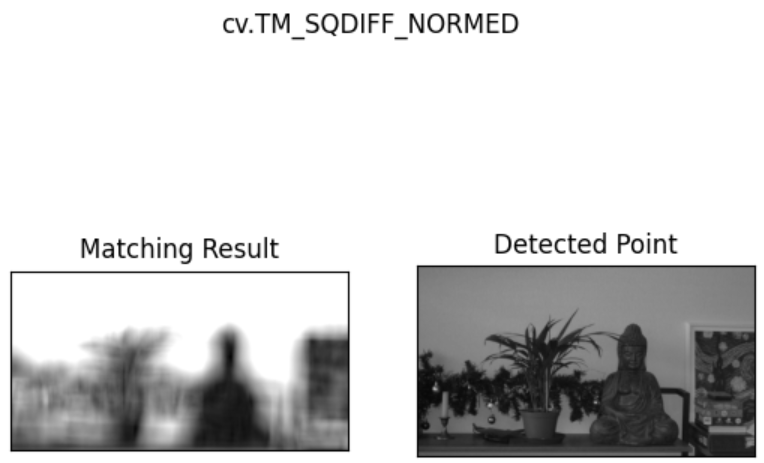 cv.TM_SQDIFF_NORMED
Matching Result
Detected Point